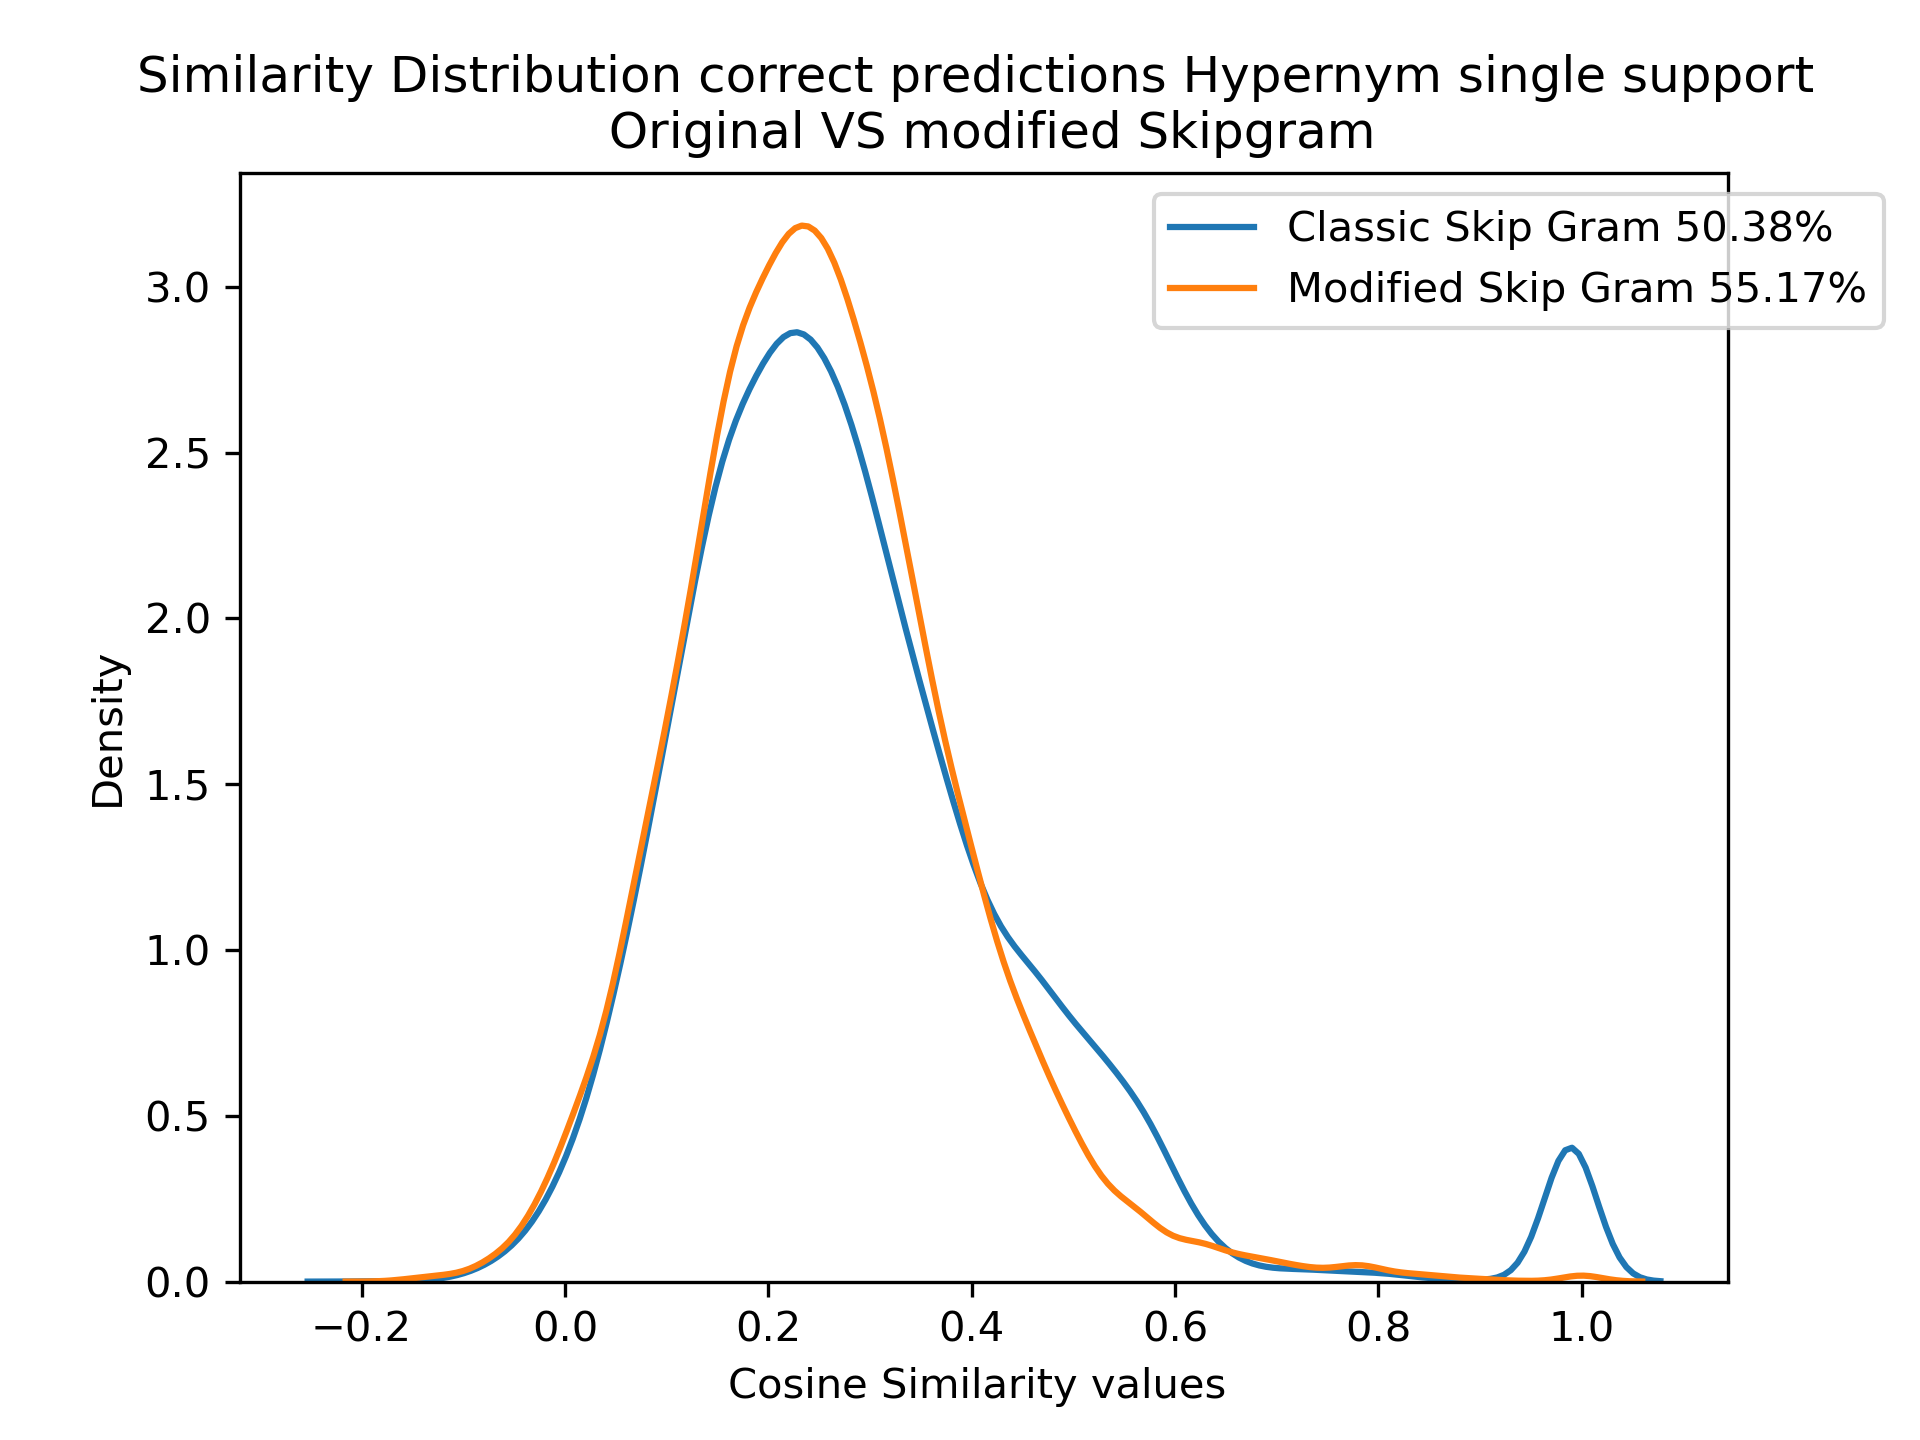 Similarity Distribution correct predictions Hypernym single support
Original VS modified Skipgram
Classic Skip Gram 50.38%
Modified Skip Gram 55.17%
3.0
2.5
2.0
1.5
1.0
0.5
0.0
Density
−0.2 0.0 0.2 0.4 0.6 0.8 1.0
Cosine Similarity values